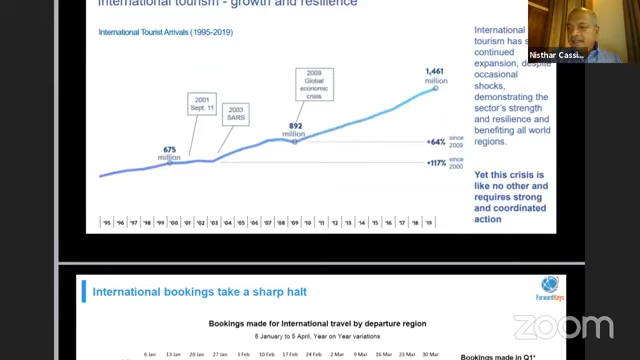 International tourism - growth and resilience
International Tourist Arrivals (1995-2019)
International
tourism has s
continued
expansion, despite
occasional
shocks,
demonstrating the
sector's strength
and resilience and
benefiting all world
regions.
Yet this crisis is
like no other and
requires strong
and coordinated
action
Nisthar Cassi...
1,461
million
2009
Global
economic
crisis
2001
Sept. 11
2003
SARS
892
million
675
million
+64% since 2009
+117% since 2000
'95 '96 '97 '98 '99 '00 '01 '02 '03 '04 '05 '06 '07 '08 '09 '10 '11 '12 '13 '14 '15 '16 '17 '18 '19
International bookings take a sharp halt
ForwardKeys
Bookings made for International travel by departure region
6 January to 5 April, Year on Year variations
6 Jan 13 Jan 20 Jan 27 Jan 3 Feb 10 Feb 17 Feb 24 Feb 2 Mar 9 Mar 16 Mar 23 Mar 30 Mar
Bookings made in Q1*
zoom